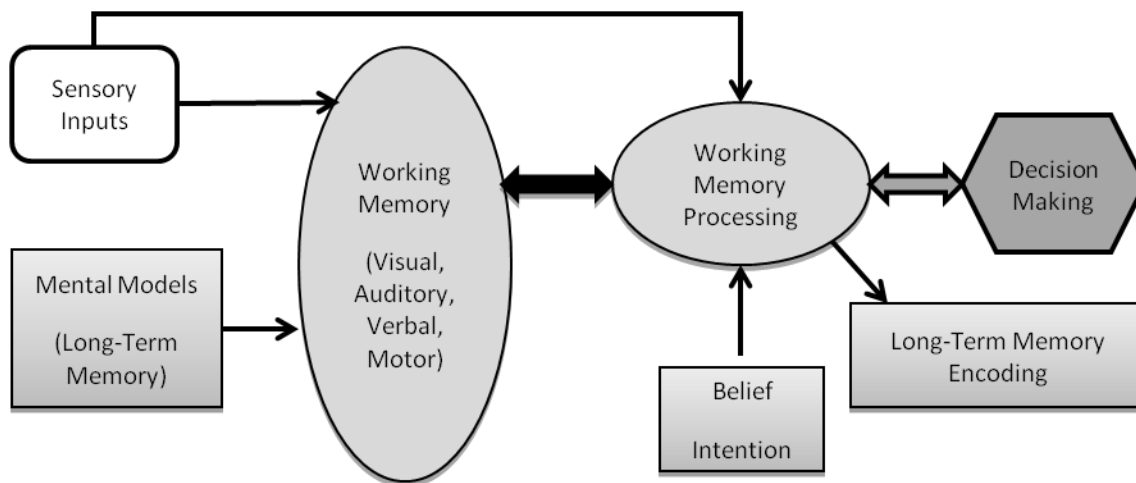 Sensory
Inputs
Mental Models
(Long-Term
Memory)
Working
Memory
(Visual,
Auditory,
Verbal,
Motor)
Working
Memory
Processing
Belief
Intention
Decision
Making
Long-Term Memory
Encoding